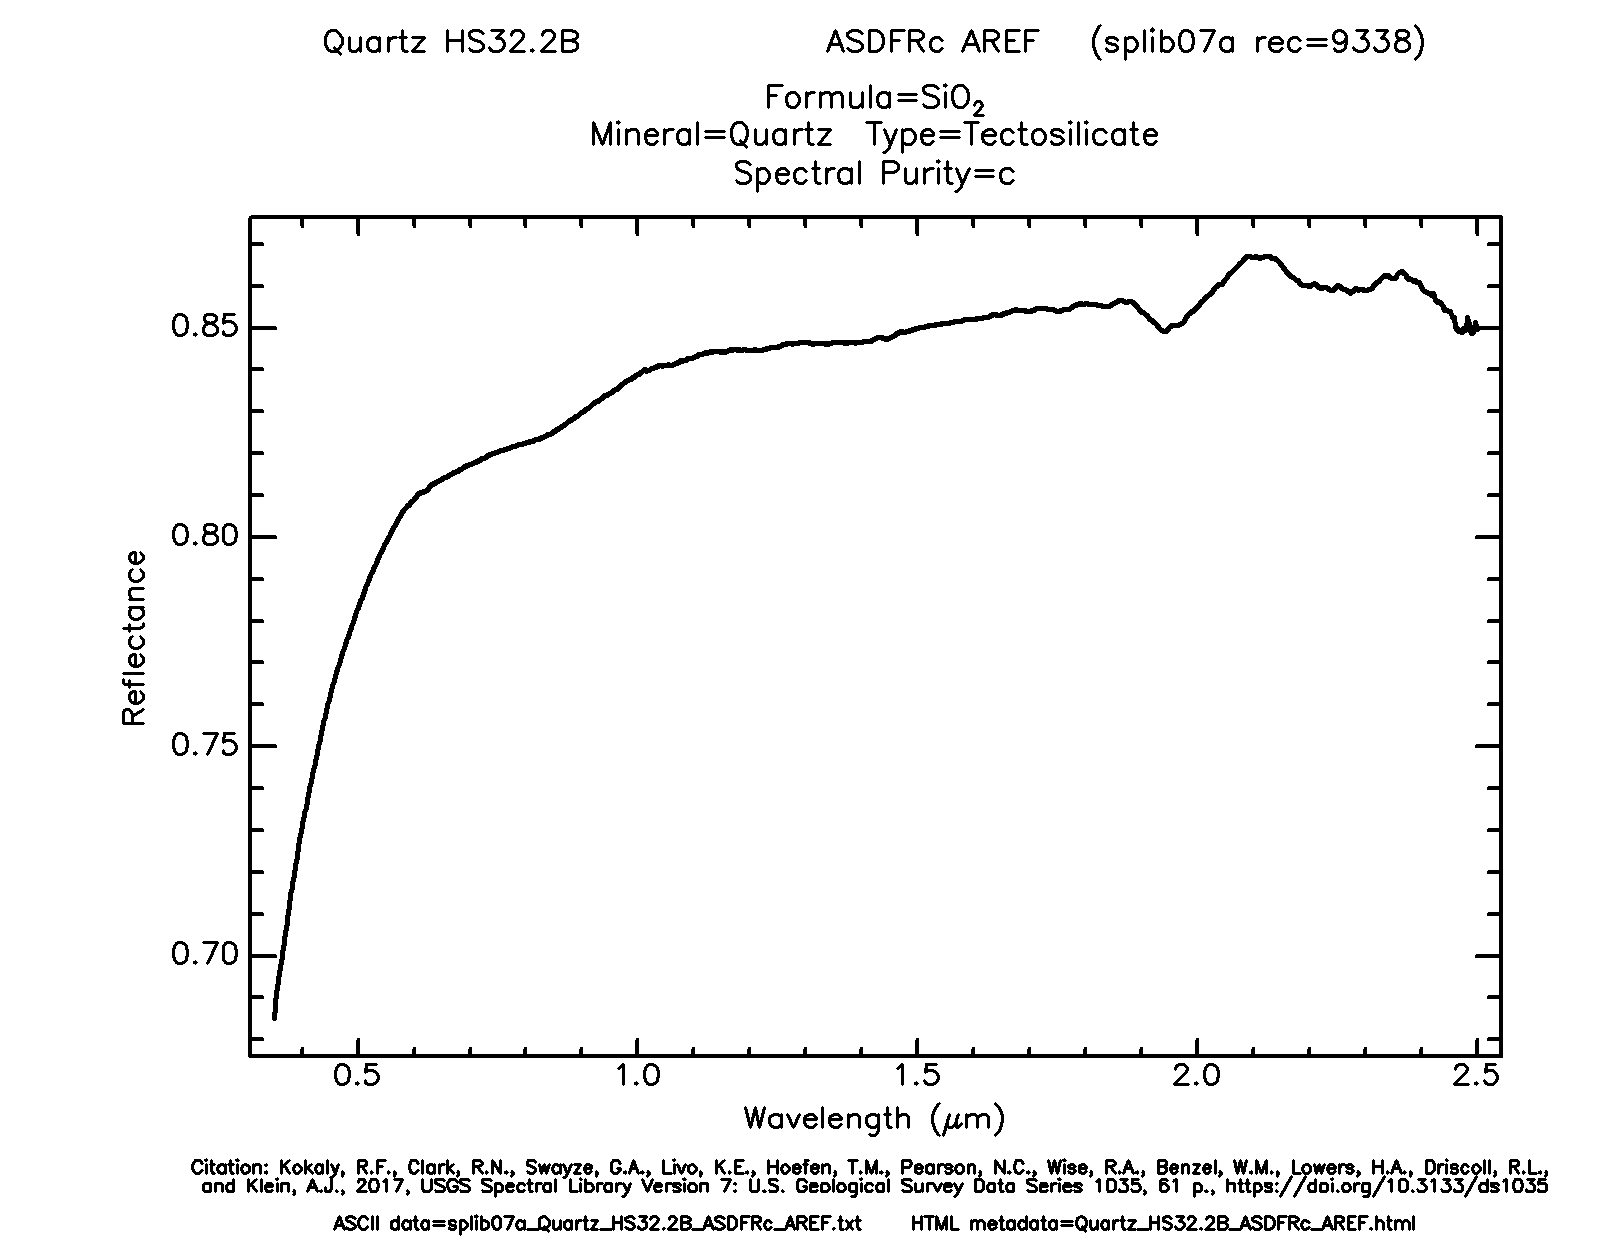 Quartz HS32.2B ASDFRc AREF (splib07a rec=9338)
Formula=SiO2
Mineral=Quartz Type=Tectosilicate
Spectral Purity=c
0.85
0.80
0.75
0.70
Reflectance
0.5 1.0 1.5 2.0 2.5
Wavelength (μm)
Citation: Kokaly, R.F., Clark, R.N., Swayze, G.A., Livo, K.E., Hoefen, T.M., Pearson, N.C., Wise, R.A., Benzel, W.M., Lowers, H.A., Driscoll, R.L.,
and Klein, A.J., 2017, USGS Spectral Library Version 7: U.S. Geological Survey Data Series 1035, 61 p., https://doi.org/10.3133/ds1035
ASCII data=splib07a_Quartz_HS32.2B_ASDFRc_AREF.txt HTML metadata=Quartz_HS32.2B_ASDFRc_AREF.html